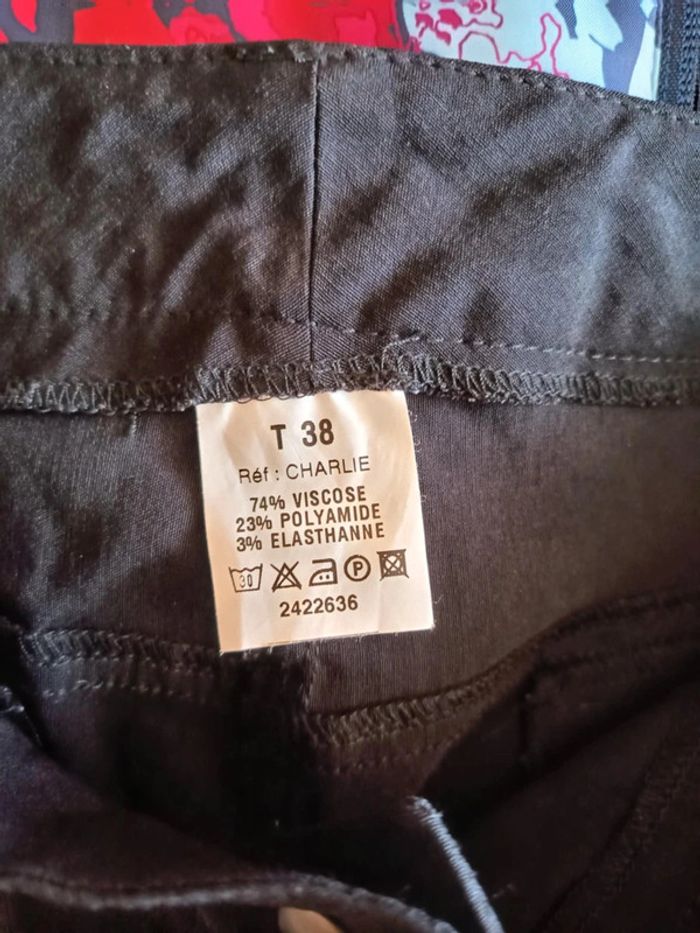 T 38
Réf : CHARLIE
74% VISCOSE
23% POLYAMIDE
3% ELASTHANNE
30 P
2422636